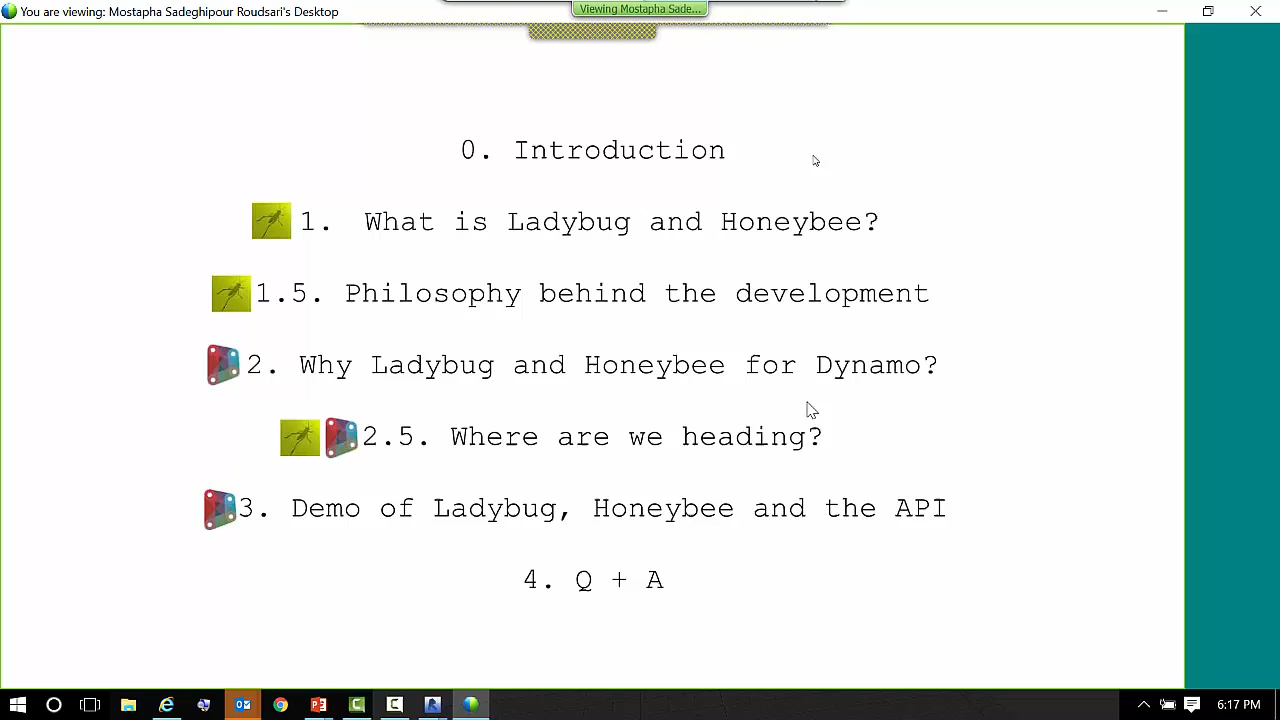 You are viewing: Mostapha Sadeghipour Roudsari's Desktop
Viewing Mostapha Sade...
0. Introduction
1. What is Ladybug and Honeybee?
1.5. Philosophy behind the development
2. Why Ladybug and Honeybee for Dynamo?
2.5. Where are we heading?
3. Demo of Ladybug, Honeybee and the API
4. Q + A
6:17 PM